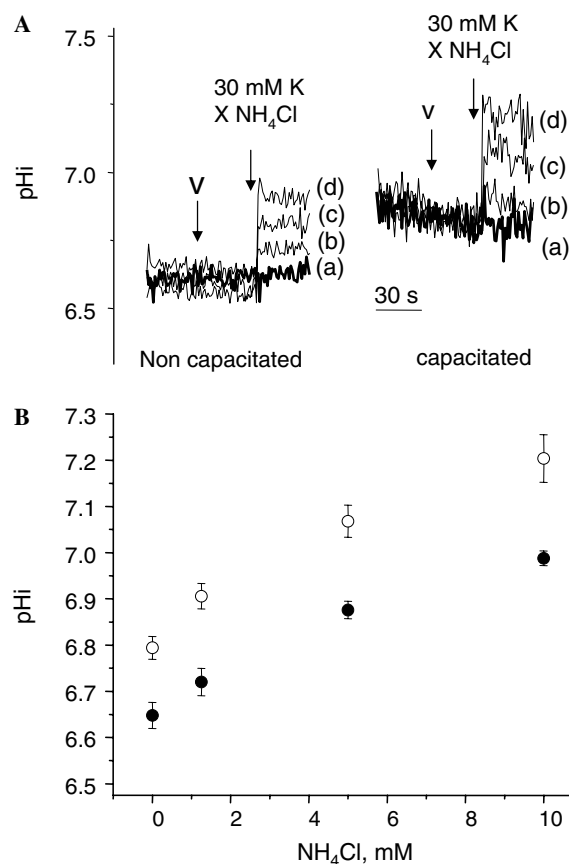 A
7.5
7.0
6.5
pHi
V
30 mM K
X NH₄Cl
(d)
(c)
(b)
(a)
Non capacitated
30 mM K
X NH₄Cl
V
(d)
(c)
(b)
(a)
30 s
capacitated
B
7.3
7.2
7.1
7.0
6.9
6.8
6.7
6.6
6.5
pHi
0 2 4 6 8 10
NH₄Cl, mM